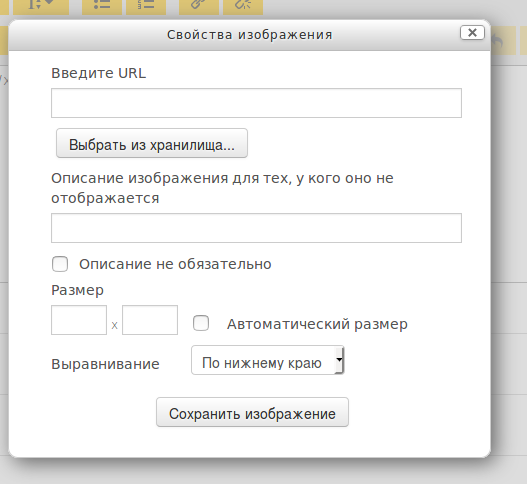 Свойства изображения
Введите URL
Выбрать из хранилища...
Описание изображения для тех, у кого оно не
отображается
Описание не обязательно
Размер
x Автоматический размер
Выравнивание По нижнему краю
Сохранить изображение